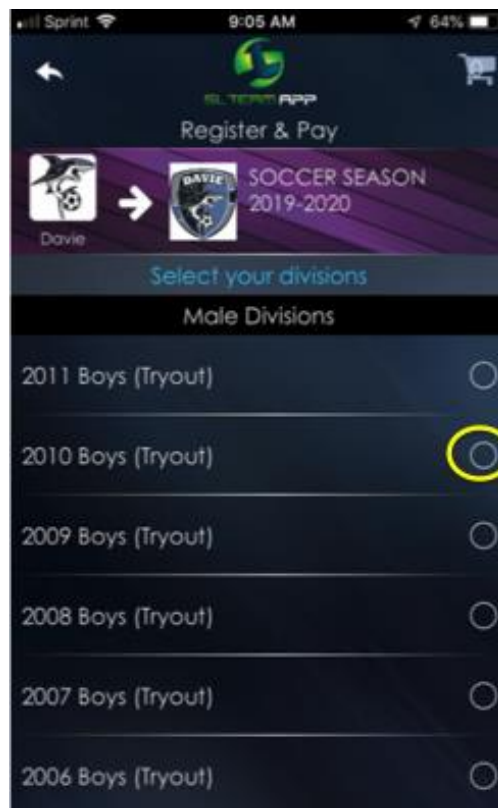 Sprint 9:05 AM 64%
SL TEAM APP
Register & Pay
DAVIE
SOCCER SEASON
2019-2020
Davie
Select your divisions
Male Divisions
2011 Boys (Tryout)
2010 Boys (Tryout)
2009 Boys (Tryout)
2008 Boys (Tryout)
2007 Boys (Tryout)
2006 Boys (Tryout)